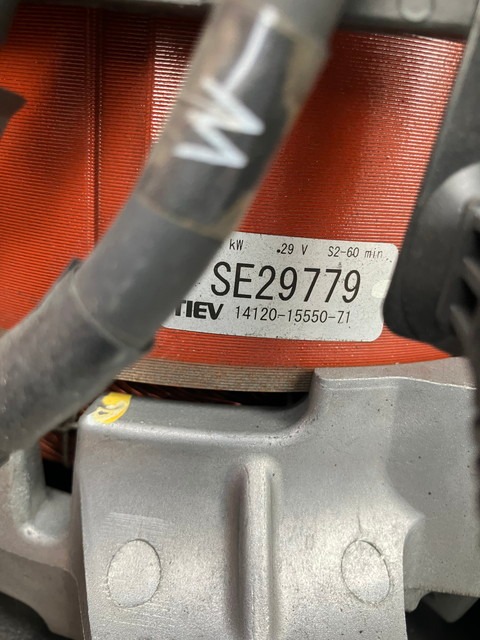 W
kW .29 V S2-60 min
SE29779
TIEV 14120-15550-71